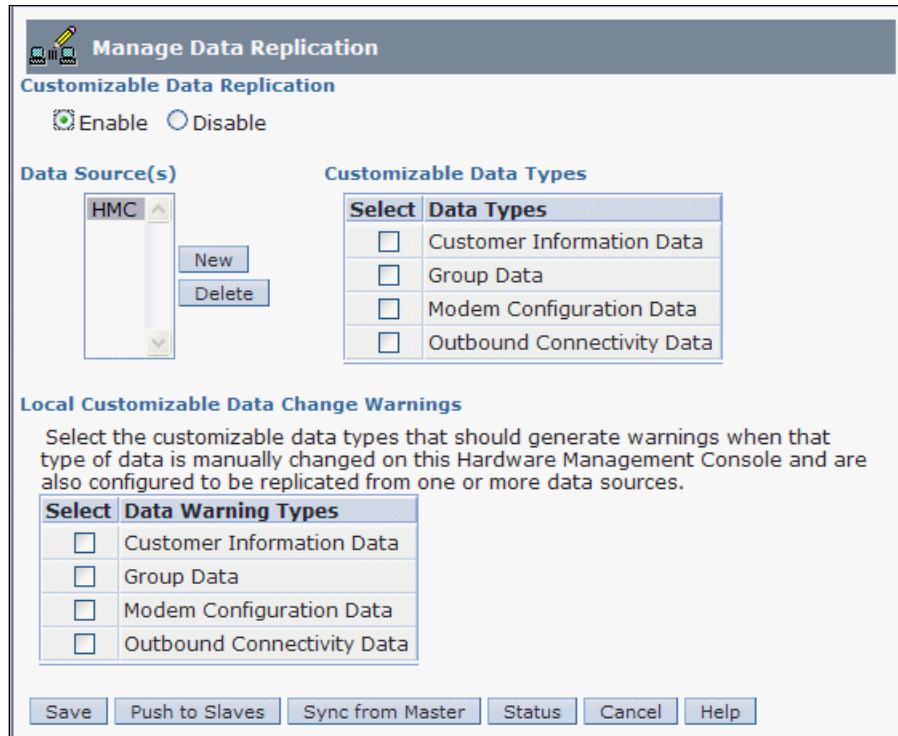 Manage Data Replication
Customizable Data Replication
Enable Disable
Data Source(s)
HMC
New
Delete
Customizable Data Types
Select Data Types
Customer Information Data
Group Data
Modem Configuration Data
Outbound Connectivity Data
Local Customizable Data Change Warnings
Select the customizable data types that should generate warnings when that
type of data is manually changed on this Hardware Management Console and are
also configured to be replicated from one or more data sources.
Select Data Warning Types
Customer Information Data
Group Data
Modem Configuration Data
Outbound Connectivity Data
Save Push to Slaves Sync from Master Status Cancel Help